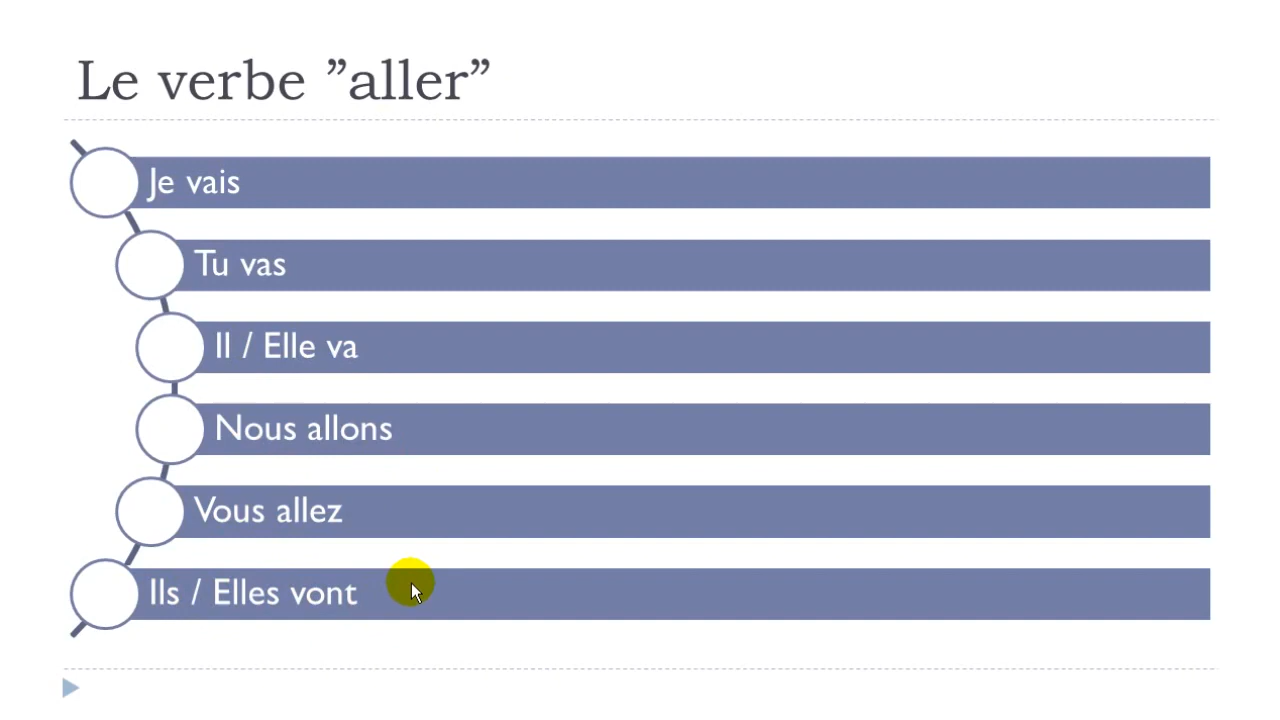 Le verbe ”aller”
Je vais
Tu vas
Il / Elle va
Nous allons
Vous allez
Ils / Elles vont